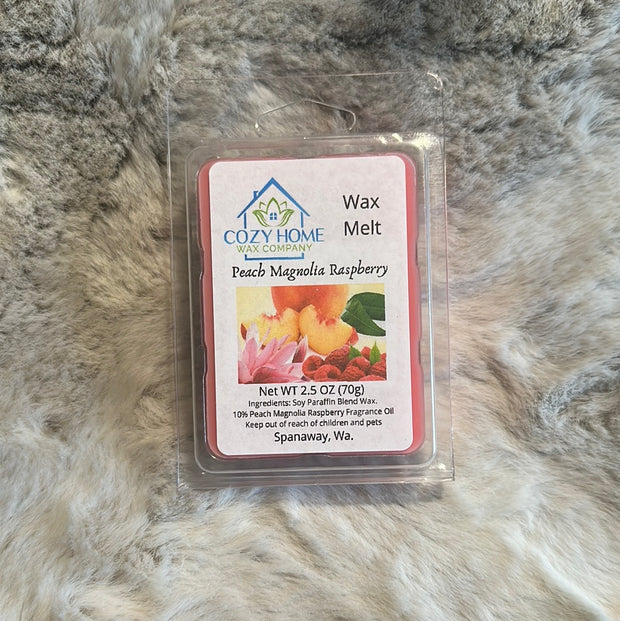 Wax
Melt
COZY HOME
WAX COMPANY
Peach Magnolia Raspberry
Net WT 2.5 OZ (70g)
Ingredients: Soy Paraffin Blend Wax.
10% Peach Magnolia Raspberry Fragrance Oil
Keep out of reach of children and pets
Spanaway, Wa.